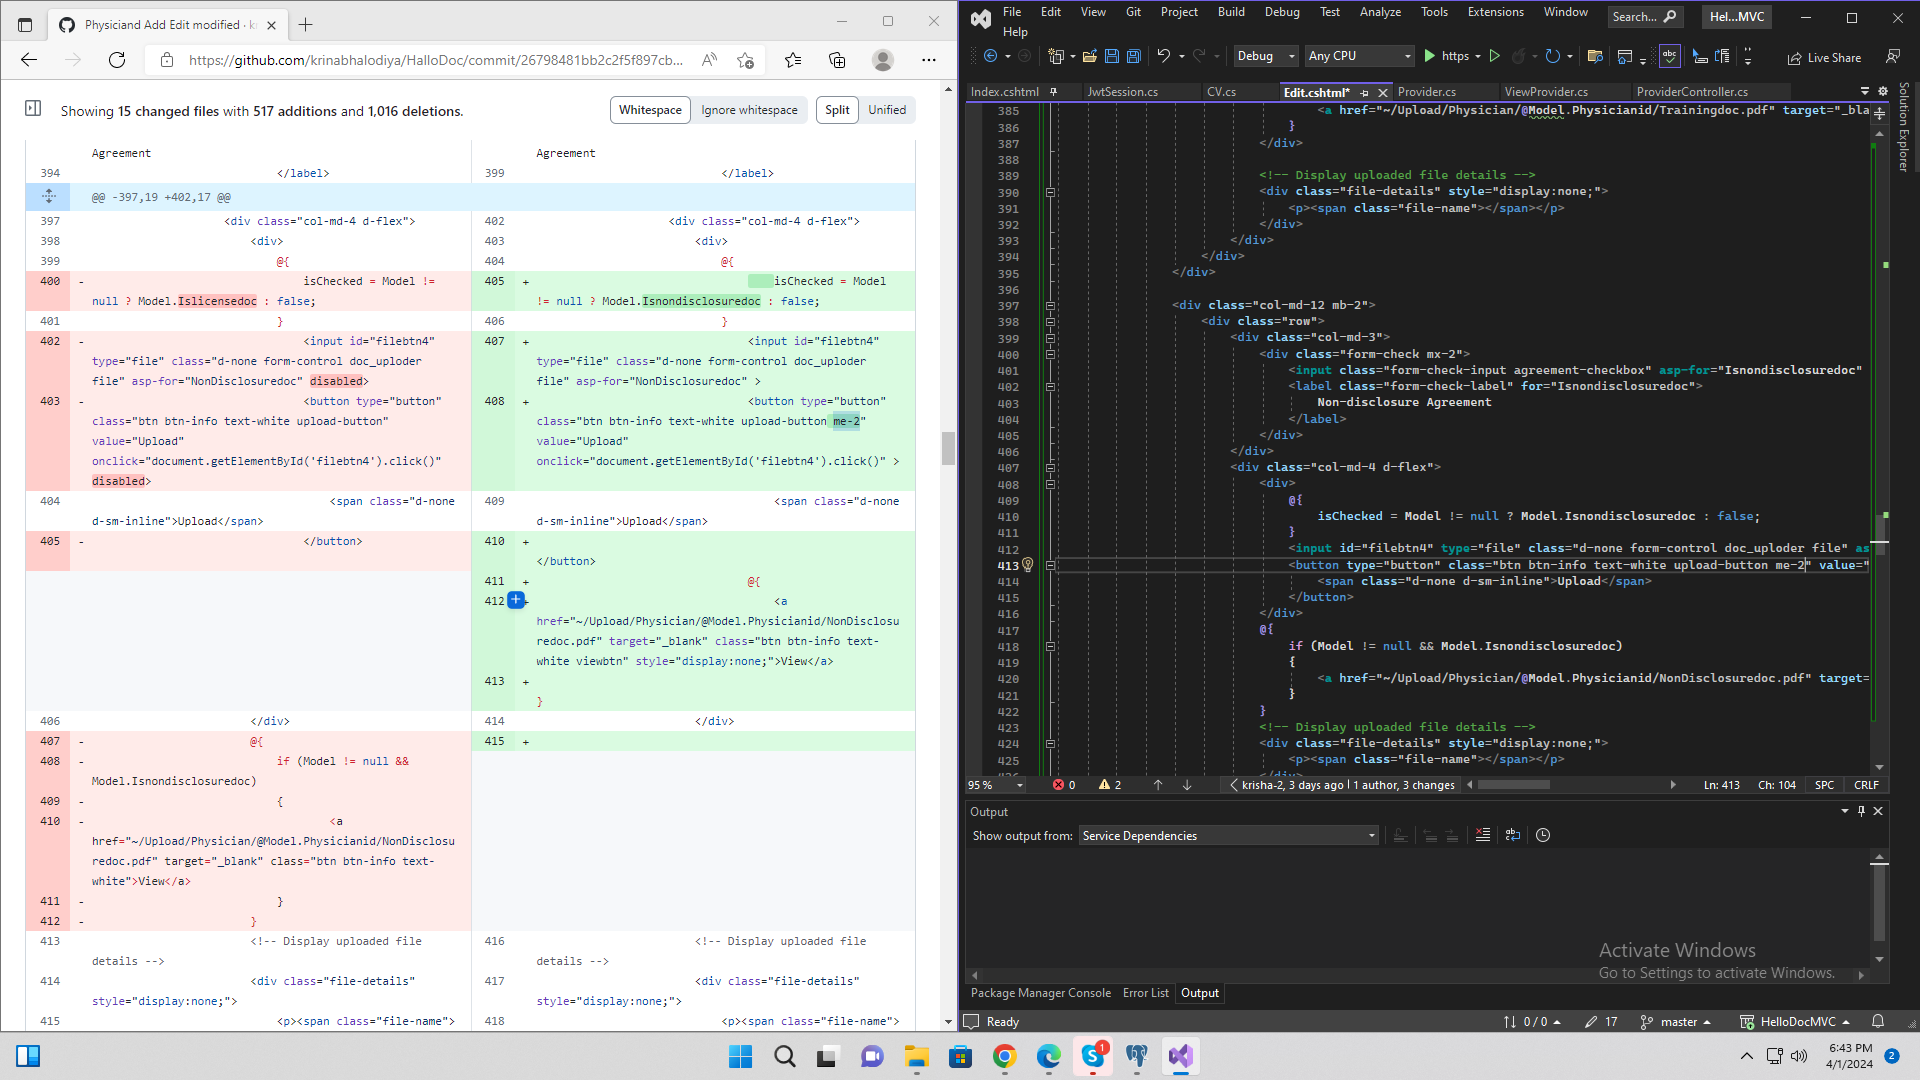 Physiciand Add Edit modified · k
https://github.com/krinabhalodiya/HalloDoc/commit/26798481bb2c2f5f897cb...
Showing 15 changed files with 517 additions and 1,016 deletions.
Whitespace
Ignore whitespace
Split
Unified
Agreement
394 </label>
@@ -397,19 +402,17 @@
397 <div class="col-md-4 d-flex">
398 <div>
399 @{
400 - isChecked = Model !=
null ? Model.Islicensedoc : false;
401 }
402 - <input id="filebtn4"
type="file" class="d-none form-control doc_uploder
file" asp-for="NonDisclosuredoc" disabled>
403 - <button type="button"
class="btn btn-info text-white upload-button"
value="Upload"
onclick="document.getElementById('filebtn4').click()"
disabled>
404 <span class="d-none
d-sm-inline">Upload</span>
405 - </button>
406 </div>
407 - @{
408 - if (Model != null &&
Model.Isnondisclosuredoc)
409 - {
410 - <a
href="~/Upload/Physician/@Model.Physicianid/NonDisclosu
redoc.pdf" target="_blank" class="btn btn-info text-
white">View</a>
411 - }
412 - }
413 <!-- Display uploaded file
details -->
414 <div class="file-details"
style="display:none;">
415 <p><span class="file-name">
Agreement
399 </label>
402 <div class="col-md-4 d-flex">
403 <div>
404 @{
405 + isChecked = Model
!= null ? Model.Isnondisclosuredoc : false;
406 }
407 + <input id="filebtn4"
type="file" class="d-none form-control doc_uploder
file" asp-for="NonDisclosuredoc" >
408 + <button type="button"
class="btn btn-info text-white upload-button me-2"
value="Upload"
onclick="document.getElementById('filebtn4').click()" >
409 <span class="d-none
d-sm-inline">Upload</span>
410 +
</button>
411 + @{
412 + <a
href="~/Upload/Physician/@Model.Physicianid/NonDisclosu
redoc.pdf" target="_blank" class="btn btn-info text-
white viewbtn" style="display:none;">View</a>
413 +
}
414 </div>
415 +
416 <!-- Display uploaded file
details -->
417 <div class="file-details"
style="display:none;">
418 <p><span class="file-name">
File Edit View Git Project Build Debug Test Analyze Tools Extensions Window
Help
Search...
Hel...MVC
Debug
Any CPU
https
Live Share
Index.cshtml JwtSession.cs CV.cs Edit.cshtml* Provider.cs ViewProvider.cs ProviderController.cs
Solution Explorer
385 <a href="~/Upload/Physician/@Model.Physicianid/Trainingdoc.pdf" target="_bla
386 }
387 </div>
388
389 <!-- Display uploaded file details -->
390 <div class="file-details" style="display:none;">
391 <p><span class="file-name"></span></p>
392 </div>
393 </div>
394 </div>
395 </div>
396
397 <div class="col-md-12 mb-2">
398 <div class="row">
399 <div class="col-md-3">
400 <div class="form-check mx-2">
401 <input class="form-check-input agreement-checkbox" asp-for="Isnondisclosuredoc"
402 <label class="form-check-label" for="Isnondisclosuredoc">
403 Non-disclosure Agreement
404 </label>
405 </div>
406 </div>
407 <div class="col-md-4 d-flex">
408 <div>
409 @{
410 isChecked = Model != null ? Model.Isnondisclosuredoc : false;
411 }
412 <input id="filebtn4" type="file" class="d-none form-control doc_uploder file" as
413 <button type="button" class="btn btn-info text-white upload-button me-2" value="
414 <span class="d-none d-sm-inline">Upload</span>
415 </button>
416 </div>
417 @{
418 if (Model != null && Model.Isnondisclosuredoc)
419 {
420 <a href="~/Upload/Physician/@Model.Physicianid/NonDisclosuredoc.pdf" target=
421 }
422 }
423 <!-- Display uploaded file details -->
424 <div class="file-details" style="display:none;">
425 <p><span class="file-name"></span></p>
95 %
0
2
krisha-2, 3 days ago | 1 author, 3 changes
Ln: 413 Ch: 104 SPC CRLF
Output
Show output from: Service Dependencies
Activate Windows
Go to Settings to activate Windows.
Package Manager Console Error List Output
Ready
0 / 0
17
master
HelloDocMVC
1
6:43 PM
4/1/2024
2